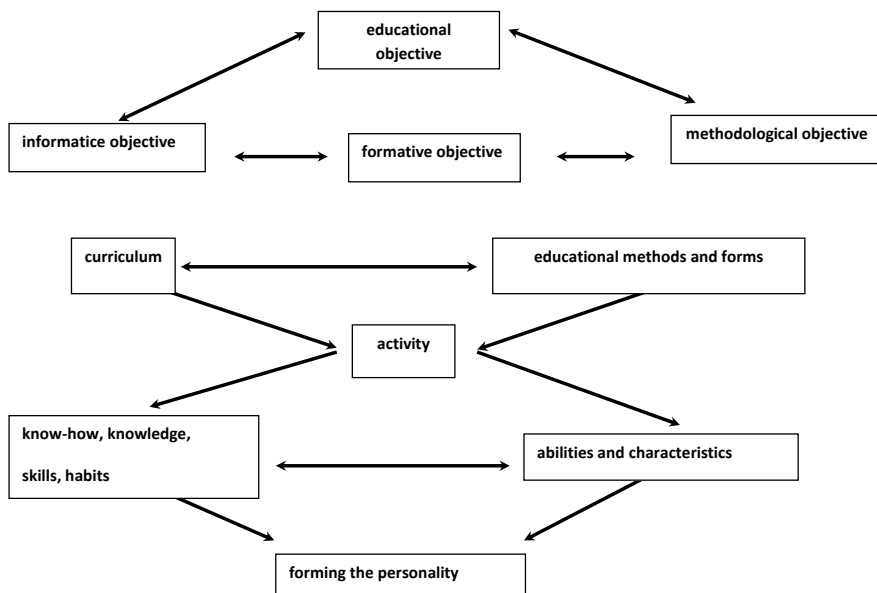 educational
objective
informatice objective
formative objective
methodological objective
curriculum
educational methods and forms
activity
know-how, knowledge,
skills, habits
abilities and characteristics
forming the personality